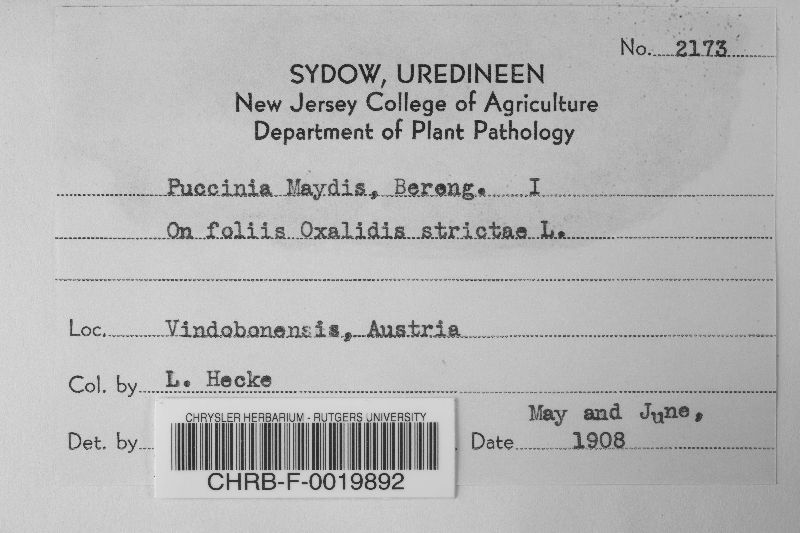 No. 2173
SYDOW, UREDINEEN
New Jersey College of Agriculture
Department of Plant Pathology
Puccinia Maydis, Bereng. I
On foliis Oxalidis strictae L.
Loc. Vindobonensis, Austria
Col. by L. Hecke
May and June,
Det. by
Date 1908
CHRYSLER HERBARIUM - RUTGERS UNIVERSITY
CHRB-F-0019892